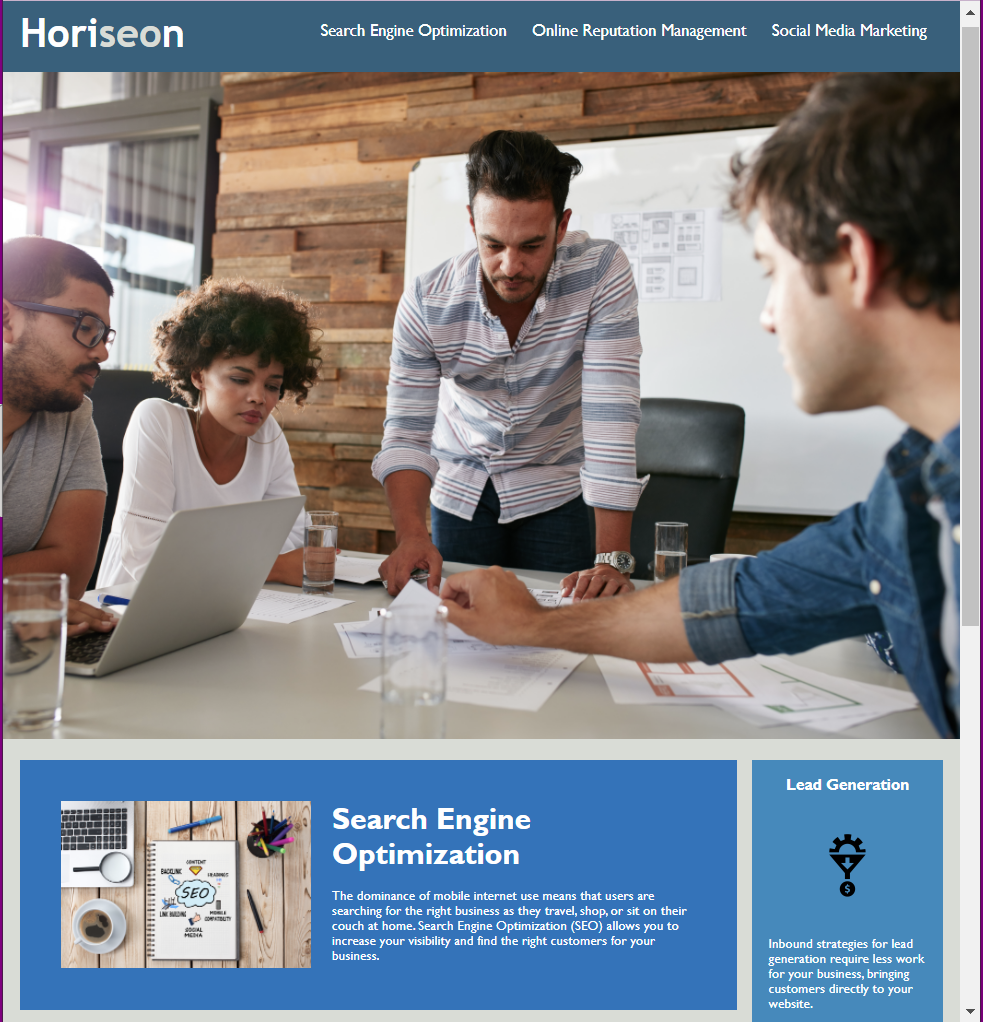 Horiseon
Search Engine Optimization Online Reputation Management Social Media Marketing
CONTENT
BACKLINK
KEYWORDS
SEO
LINK BUILDING
MOBILE
COMPATIBILITY
SOCIAL
MEDIA
Search Engine
Optimization
The dominance of mobile internet use means that users are
searching for the right business as they travel, shop, or sit on their
couch at home. Search Engine Optimization (SEO) allows you to
increase your visibility and find the right customers for your
business.
Lead Generation
$
Inbound strategies for lead
generation require less work
for your business, bringing
customers directly to your
website.